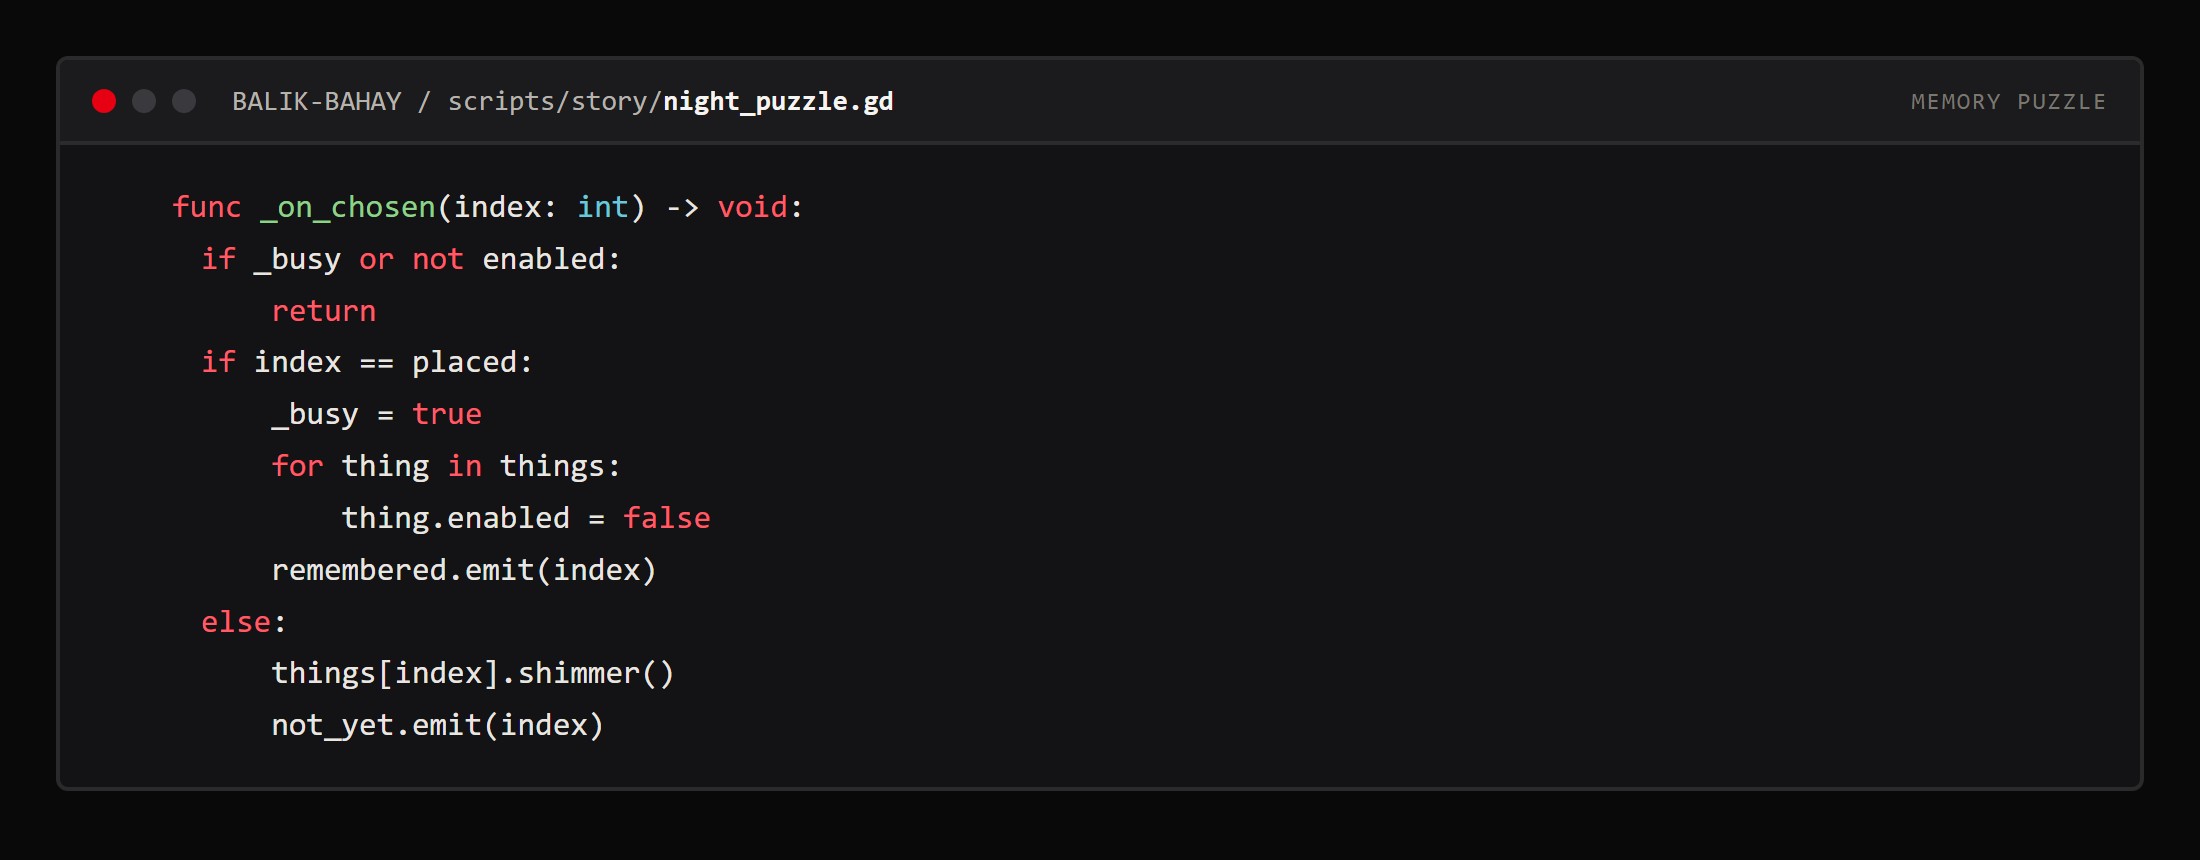 BALIK-BAHAY / scripts/story/night_puzzle.gd
MEMORY PUZZLE
func _on_chosen(index: int) -> void:
if _busy or not enabled:
return
if index == placed:
_busy = true
for thing in things:
thing.enabled = false
remembered.emit(index)
else:
things[index].shimmer()
not_yet.emit(index)